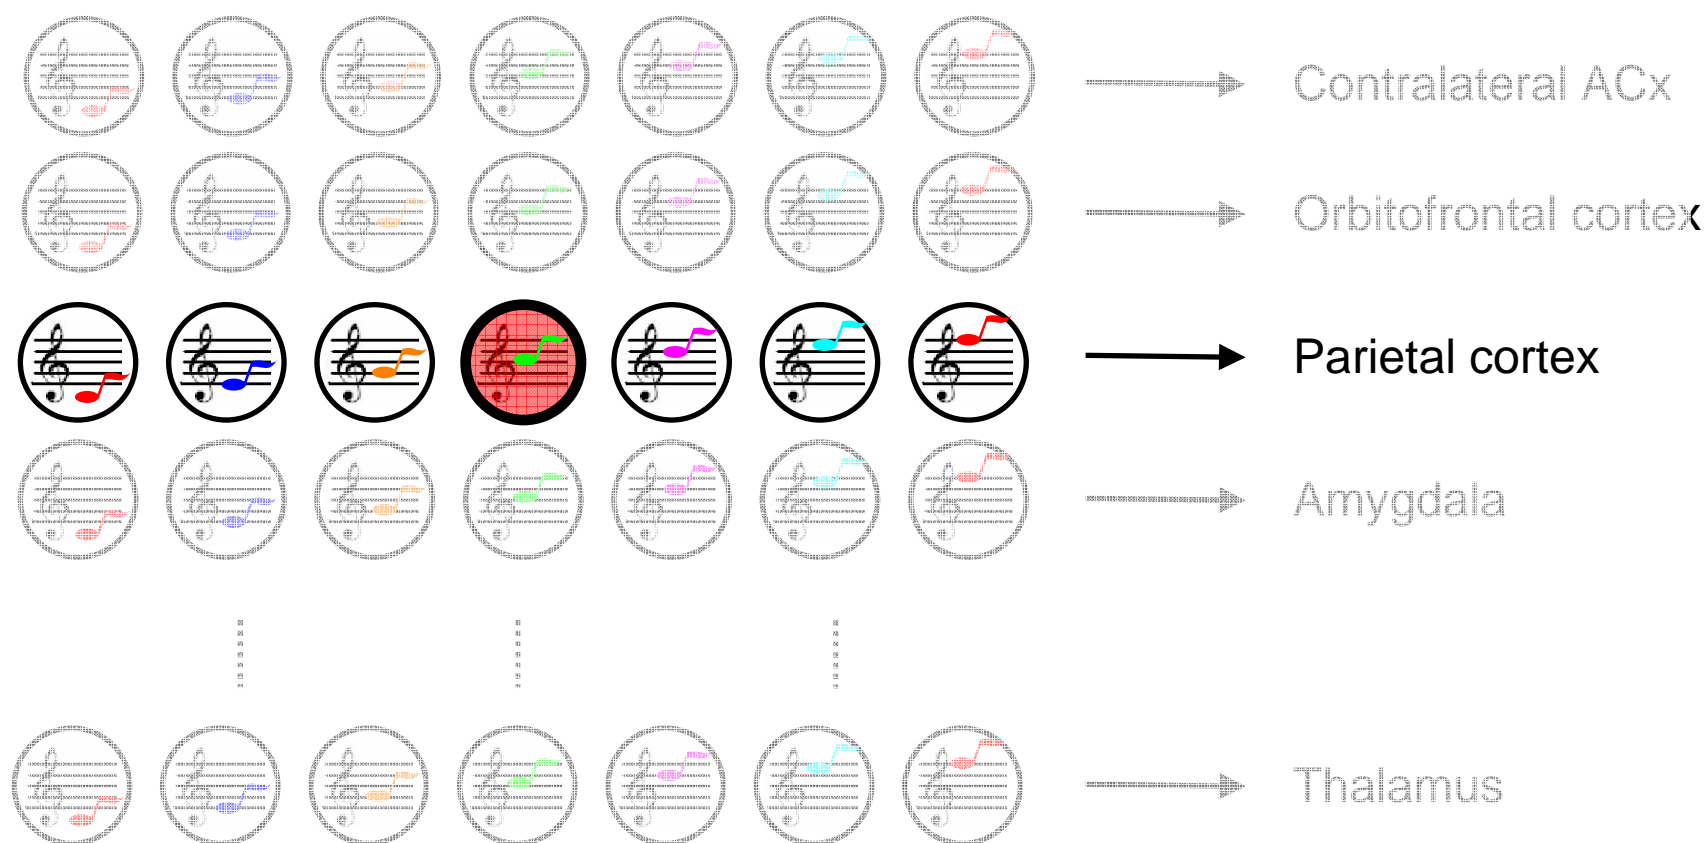 Contralateral ACx
Orbitofrontal cortex
Parietal cortex
Amygdala
Thalamus